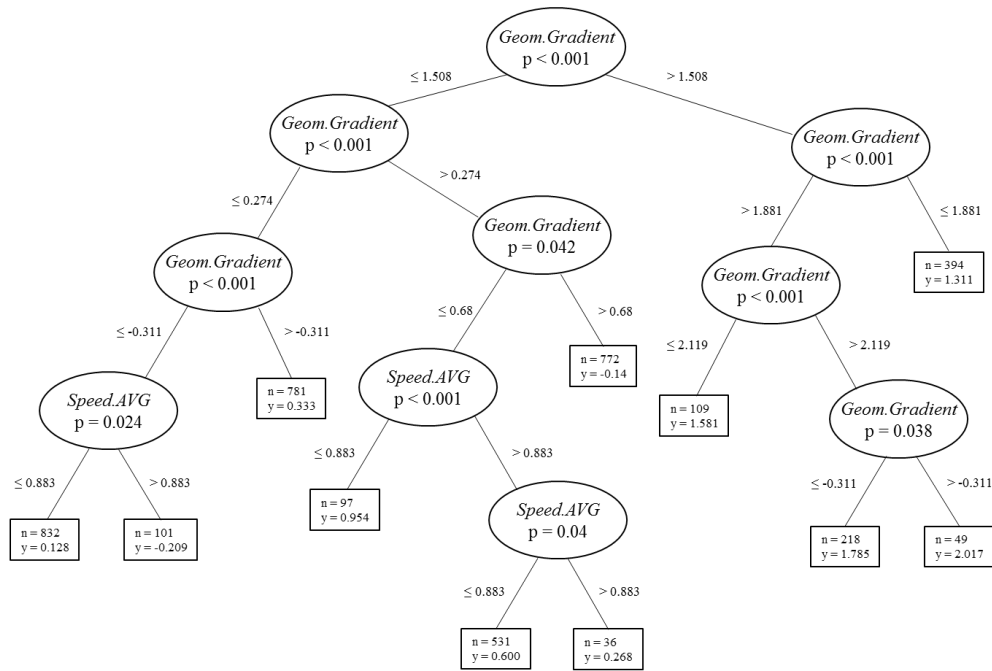 Geom.Gradient
p < 0.001
≤ 1.508
> 1.508
Geom.Gradient
p < 0.001
Geom.Gradient
p < 0.001
≤ 0.274
> 0.274
> 1.881
≤ 1.881
Geom.Gradient
p < 0.001
Geom.Gradient
p = 0.042
Geom.Gradient
p < 0.001
n = 394
y = 1.311
≤ -0.311
> -0.311
≤ 0.68
> 0.68
≤ 2.119
> 2.119
Speed.AVG
p = 0.024
n = 781
y = 0.333
Speed.AVG
p < 0.001
n = 772
y = -0.14
n = 109
y = 1.581
Geom.Gradient
p = 0.038
≤ 0.883
> 0.883
≤ 0.883
> 0.883
≤ -0.311
> -0.311
n = 832
y = 0.128
n = 101
y = -0.209
n = 97
y = 0.954
Speed.AVG
p = 0.04
n = 218
y = 1.785
n = 49
y = 2.017
≤ 0.883
> 0.883
n = 531
y = 0.600
n = 36
y = 0.268